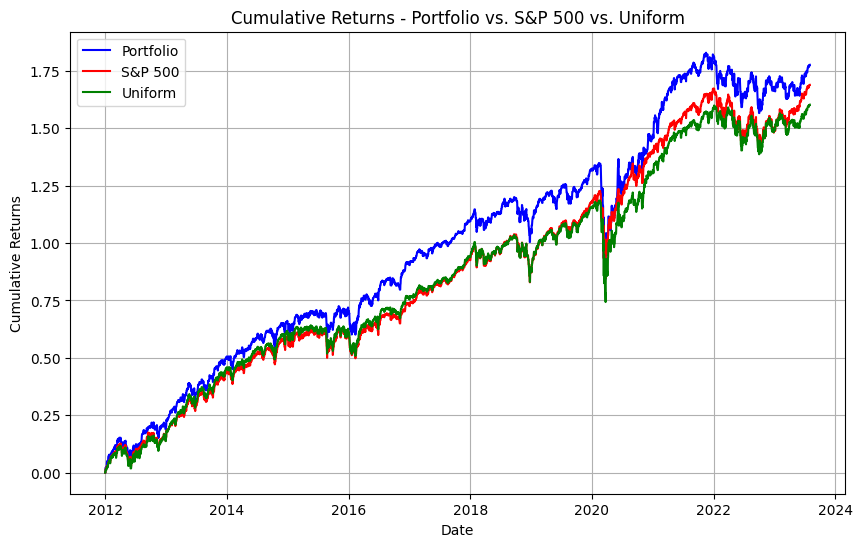 Cumulative Returns - Portfolio vs. S&P 500 vs. Uniform
Portfolio
S&P 500
Uniform
1.75
1.50
1.25
1.00
0.75
0.50
0.25
0.00
Cumulative Returns
2012 2014 2016 2018 2020 2022 2024
Date